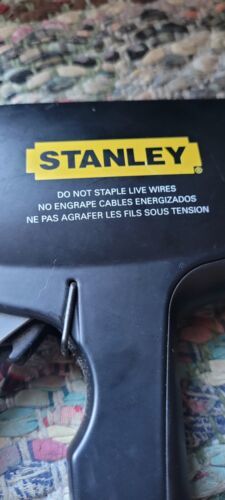 STANLEY
DO NOT STAPLE LIVE WIRES
NO ENGRAPE CABLES ENERGIZADOS
NE PAS AGRAFER LES FILS SOUS TENSION